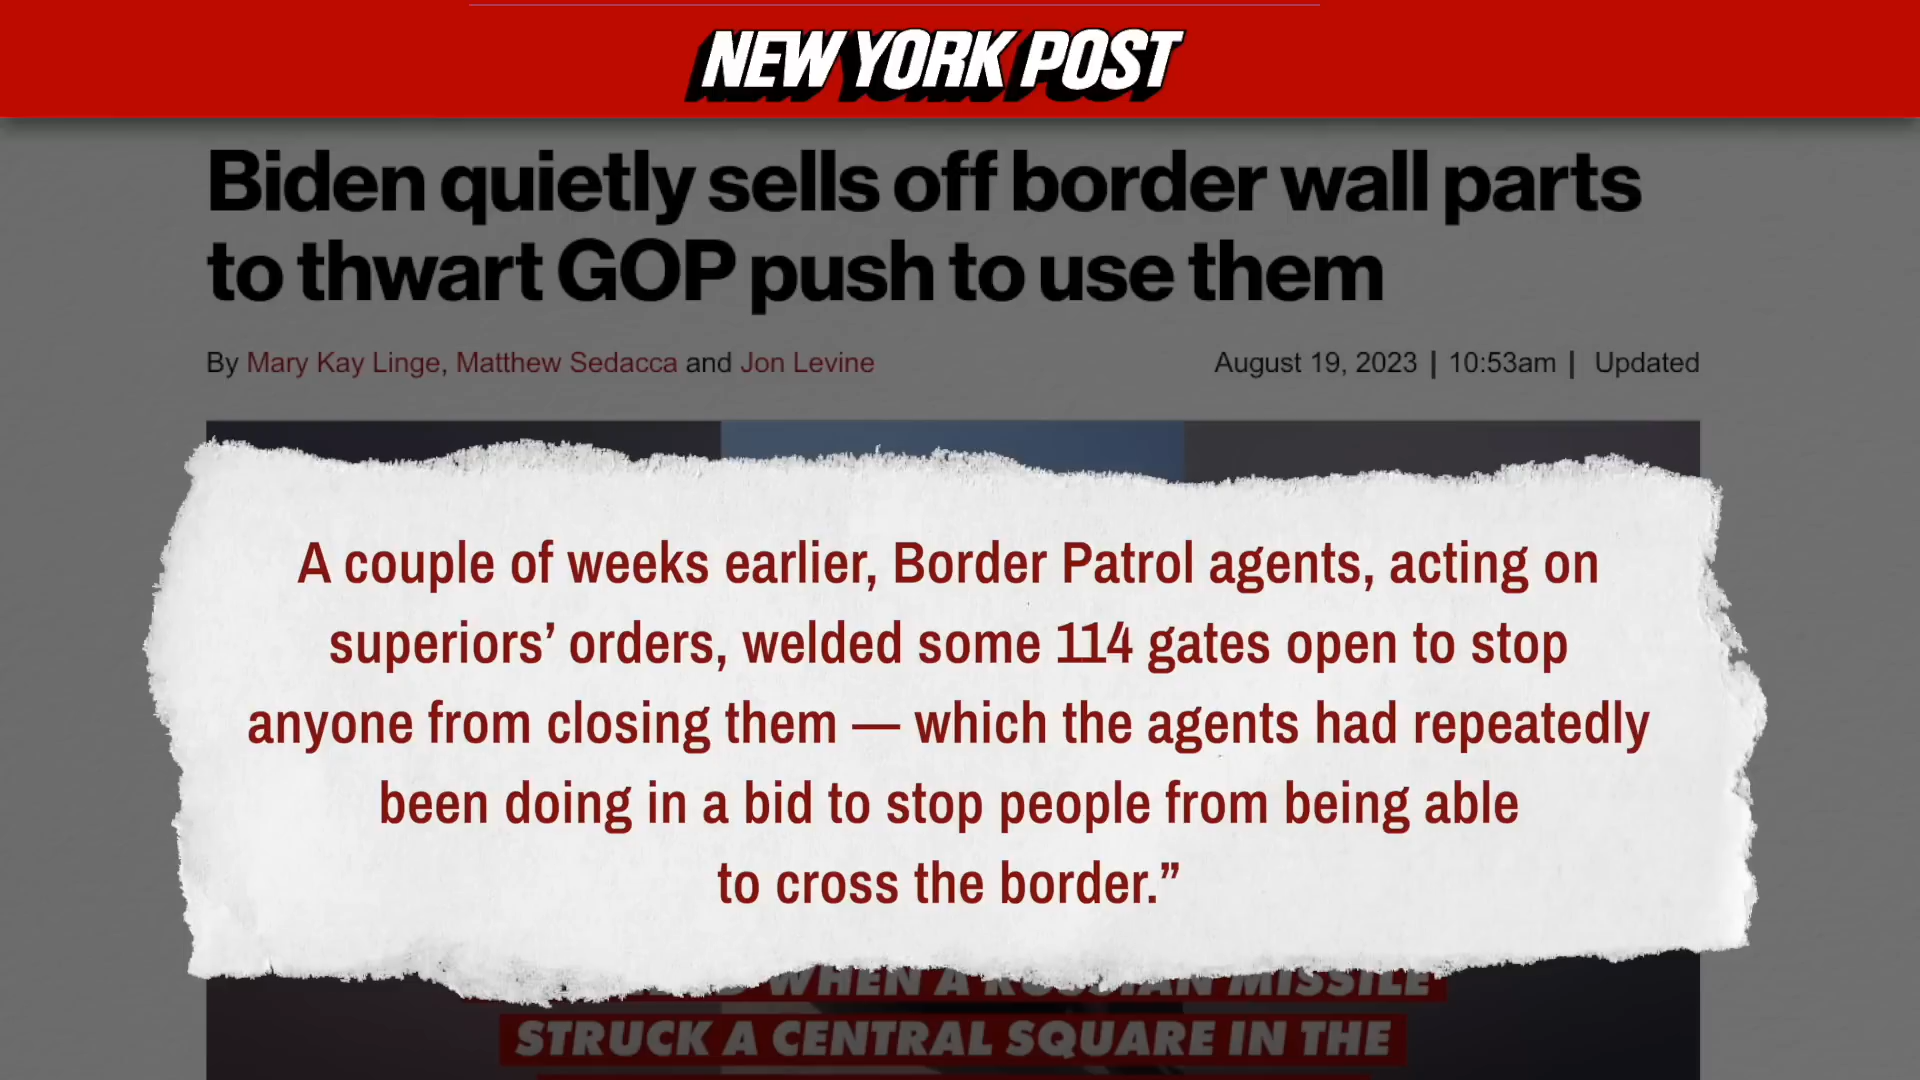 NEW YORK POST
Biden quietly sells off border wall parts
to thwart GOP push to use them
By Mary Kay Linge, Matthew Sedacca and Jon Levine
August 19, 2023 | 10:53am | Updated
A couple of weeks earlier, Border Patrol agents, acting on
superiors’ orders, welded some 114 gates open to stop
anyone from closing them — which the agents had repeatedly
been doing in a bid to stop people from being able
to cross the border.”
WHEN A RUSSIAN MISSILE
STRUCK A CENTRAL SQUARE IN THE